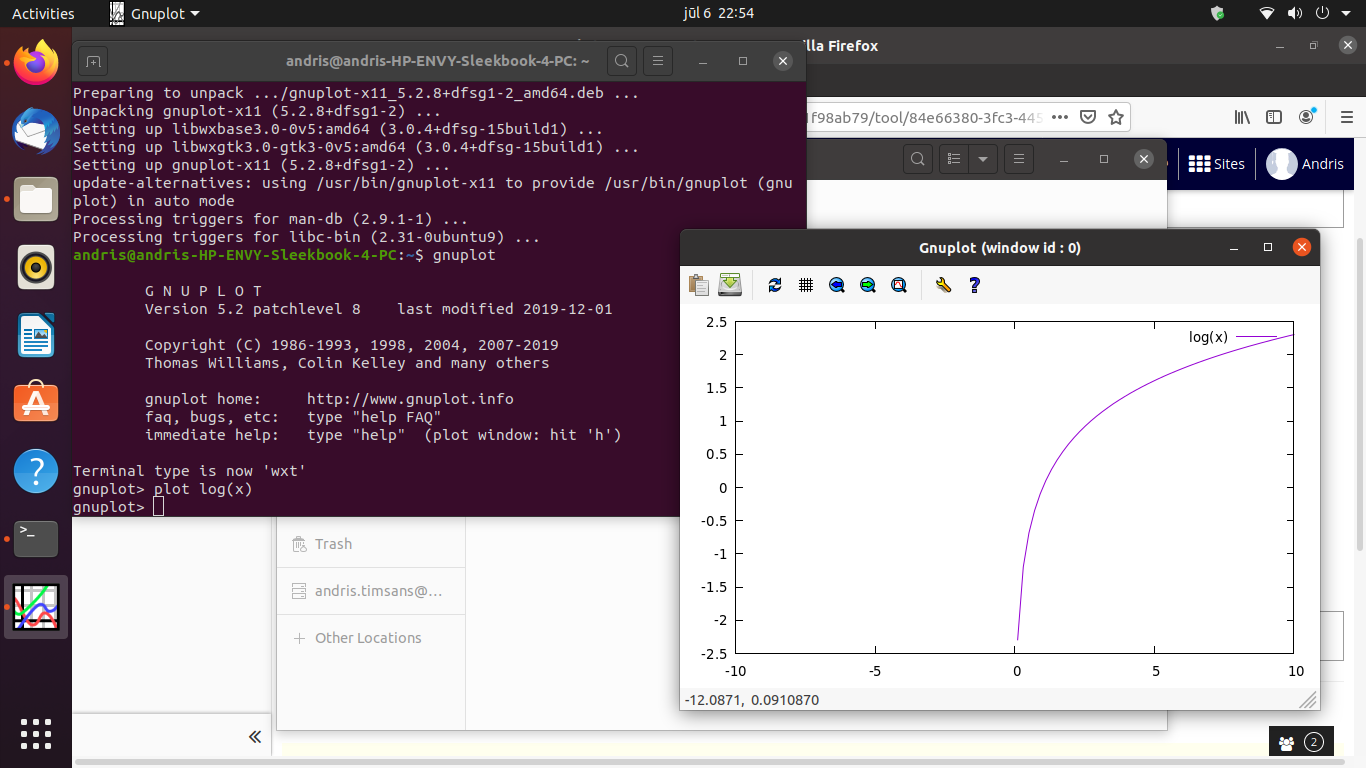 Activities
Gnuplot
jūl 6 22:54
lla Firefox
andris@andris-HP-ENVY-Sleekbook-4-PC: ~
Preparing to unpack .../gnuplot-x11_5.2.8+dfsg1-2_amd64.deb ...
Unpacking gnuplot-x11 (5.2.8+dfsg1-2) ...
Setting up libwxbase3.0-0v5:amd64 (3.0.4+dfsg-15build1) ...
Setting up libwxgtk3.0-gtk3-0v5:amd64 (3.0.4+dfsg-15build1) ...
Setting up gnuplot-x11 (5.2.8+dfsg1-2) ...
update-alternatives: using /usr/bin/gnuplot-x11 to provide /usr/bin/gnuplot (gnu
plot) in auto mode
Processing triggers for man-db (2.9.1-1) ...
Processing triggers for libc-bin (2.31-0ubuntu9) ...
andris@andris-HP-ENVY-Sleekbook-4-PC:~$ gnuplot
G N U P L O T
Version 5.2 patchlevel 8    last modified 2019-12-01
Copyright (C) 1986-1993, 1998, 2004, 2007-2019
Thomas Williams, Colin Kelley and many others
gnuplot home:     http://www.gnuplot.info
faq, bugs, etc:   type "help FAQ"
immediate help:   type "help"  (plot window: hit 'h')
Terminal type is now 'wxt'
gnuplot> plot log(x)
gnuplot>
1f98ab79/tool/84e66380-3fc3-445
Sites
Andris
Trash
andris.timsans@...
Other Locations
Gnuplot (window id : 0)
log(x)
2.5
2
1.5
1
0.5
0
-0.5
-1
-1.5
-2
-2.5
-10
-5
0
5
10
-12.0871, 0.0910870
2